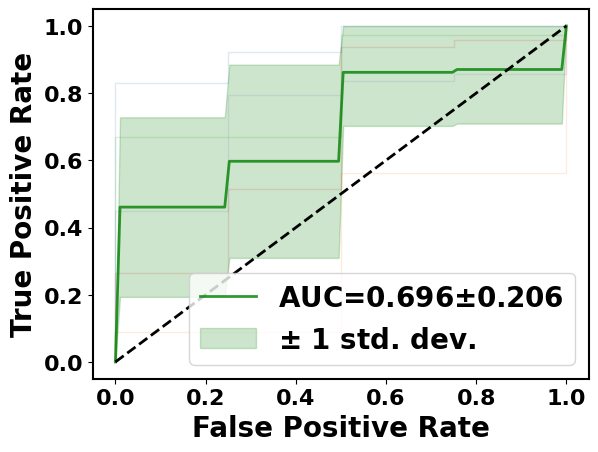 1.0
0.8
0.6
0.4
0.2
0.0
True Positive Rate
AUC=0.696±0.206
± 1 std. dev.
0.0 0.2 0.4 0.6 0.8 1.0
False Positive Rate